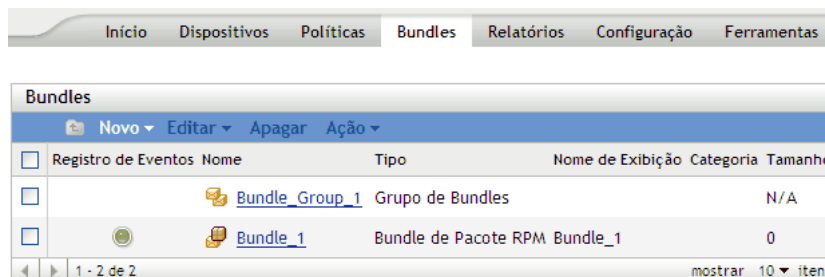 Início Dispositivos Políticas Bundles Relatórios Configuração Ferramentas
Bundles
Novo Editar Apagar Ação
Registro de Eventos Nome Tipo Nome de Exibição Categoria Tamanho
Bundle_Group_1 Grupo de Bundles N/A
Bundle_1 Bundle de Pacote RPM Bundle_1 0
1 - 2 de 2 mostrar 10 iten